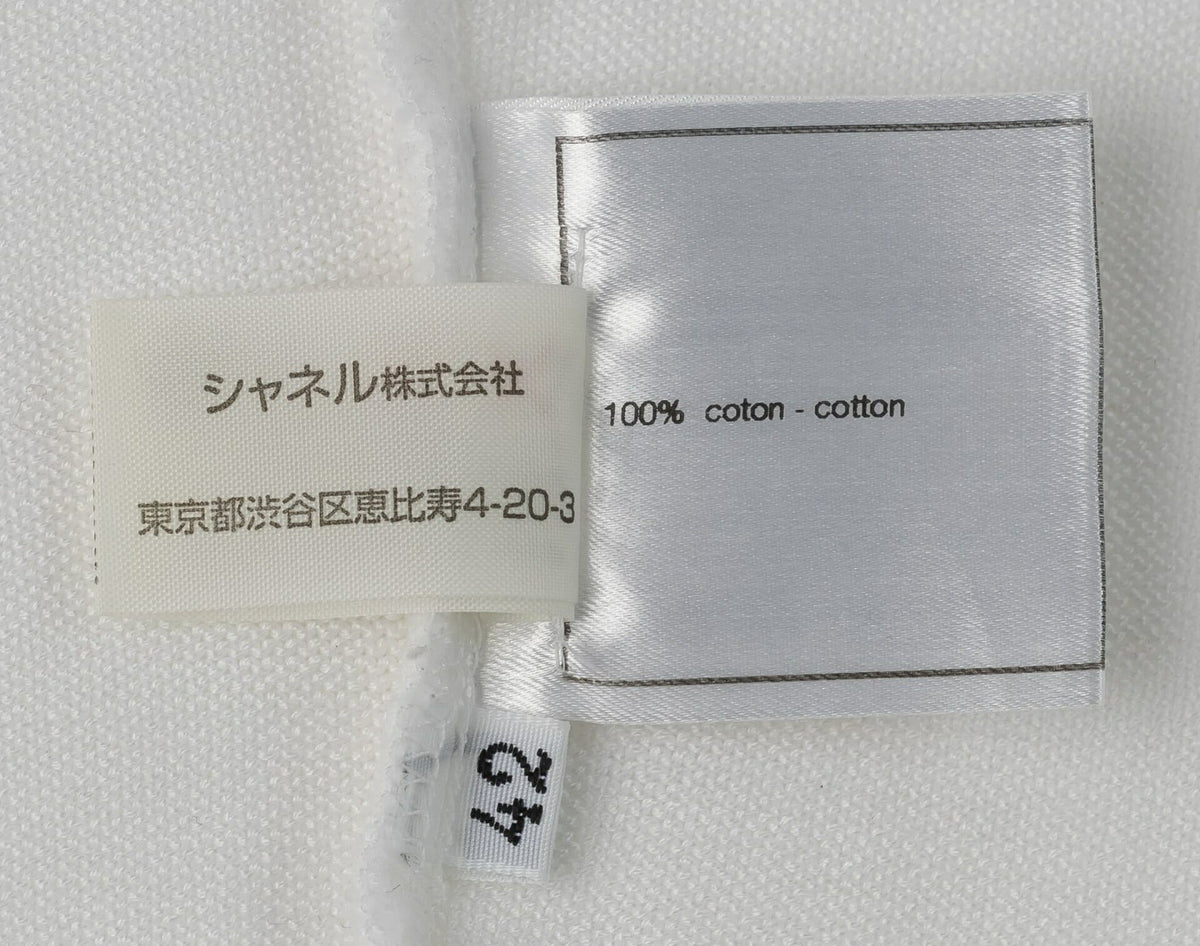 シャネル株式会社
東京都渋谷区恵比寿4-20-3
100% coton - cotton
42